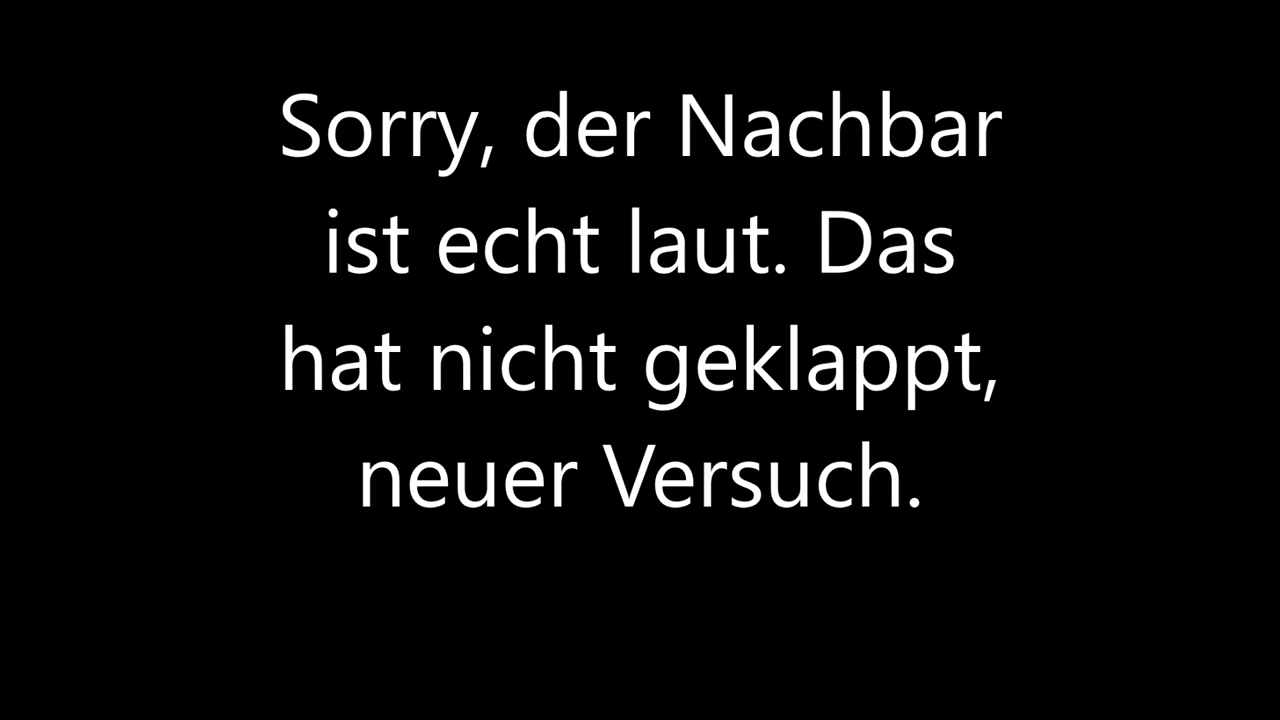 Sorry, der Nachbar
ist echt laut. Das
hat nicht geklappt,
neuer Versuch.